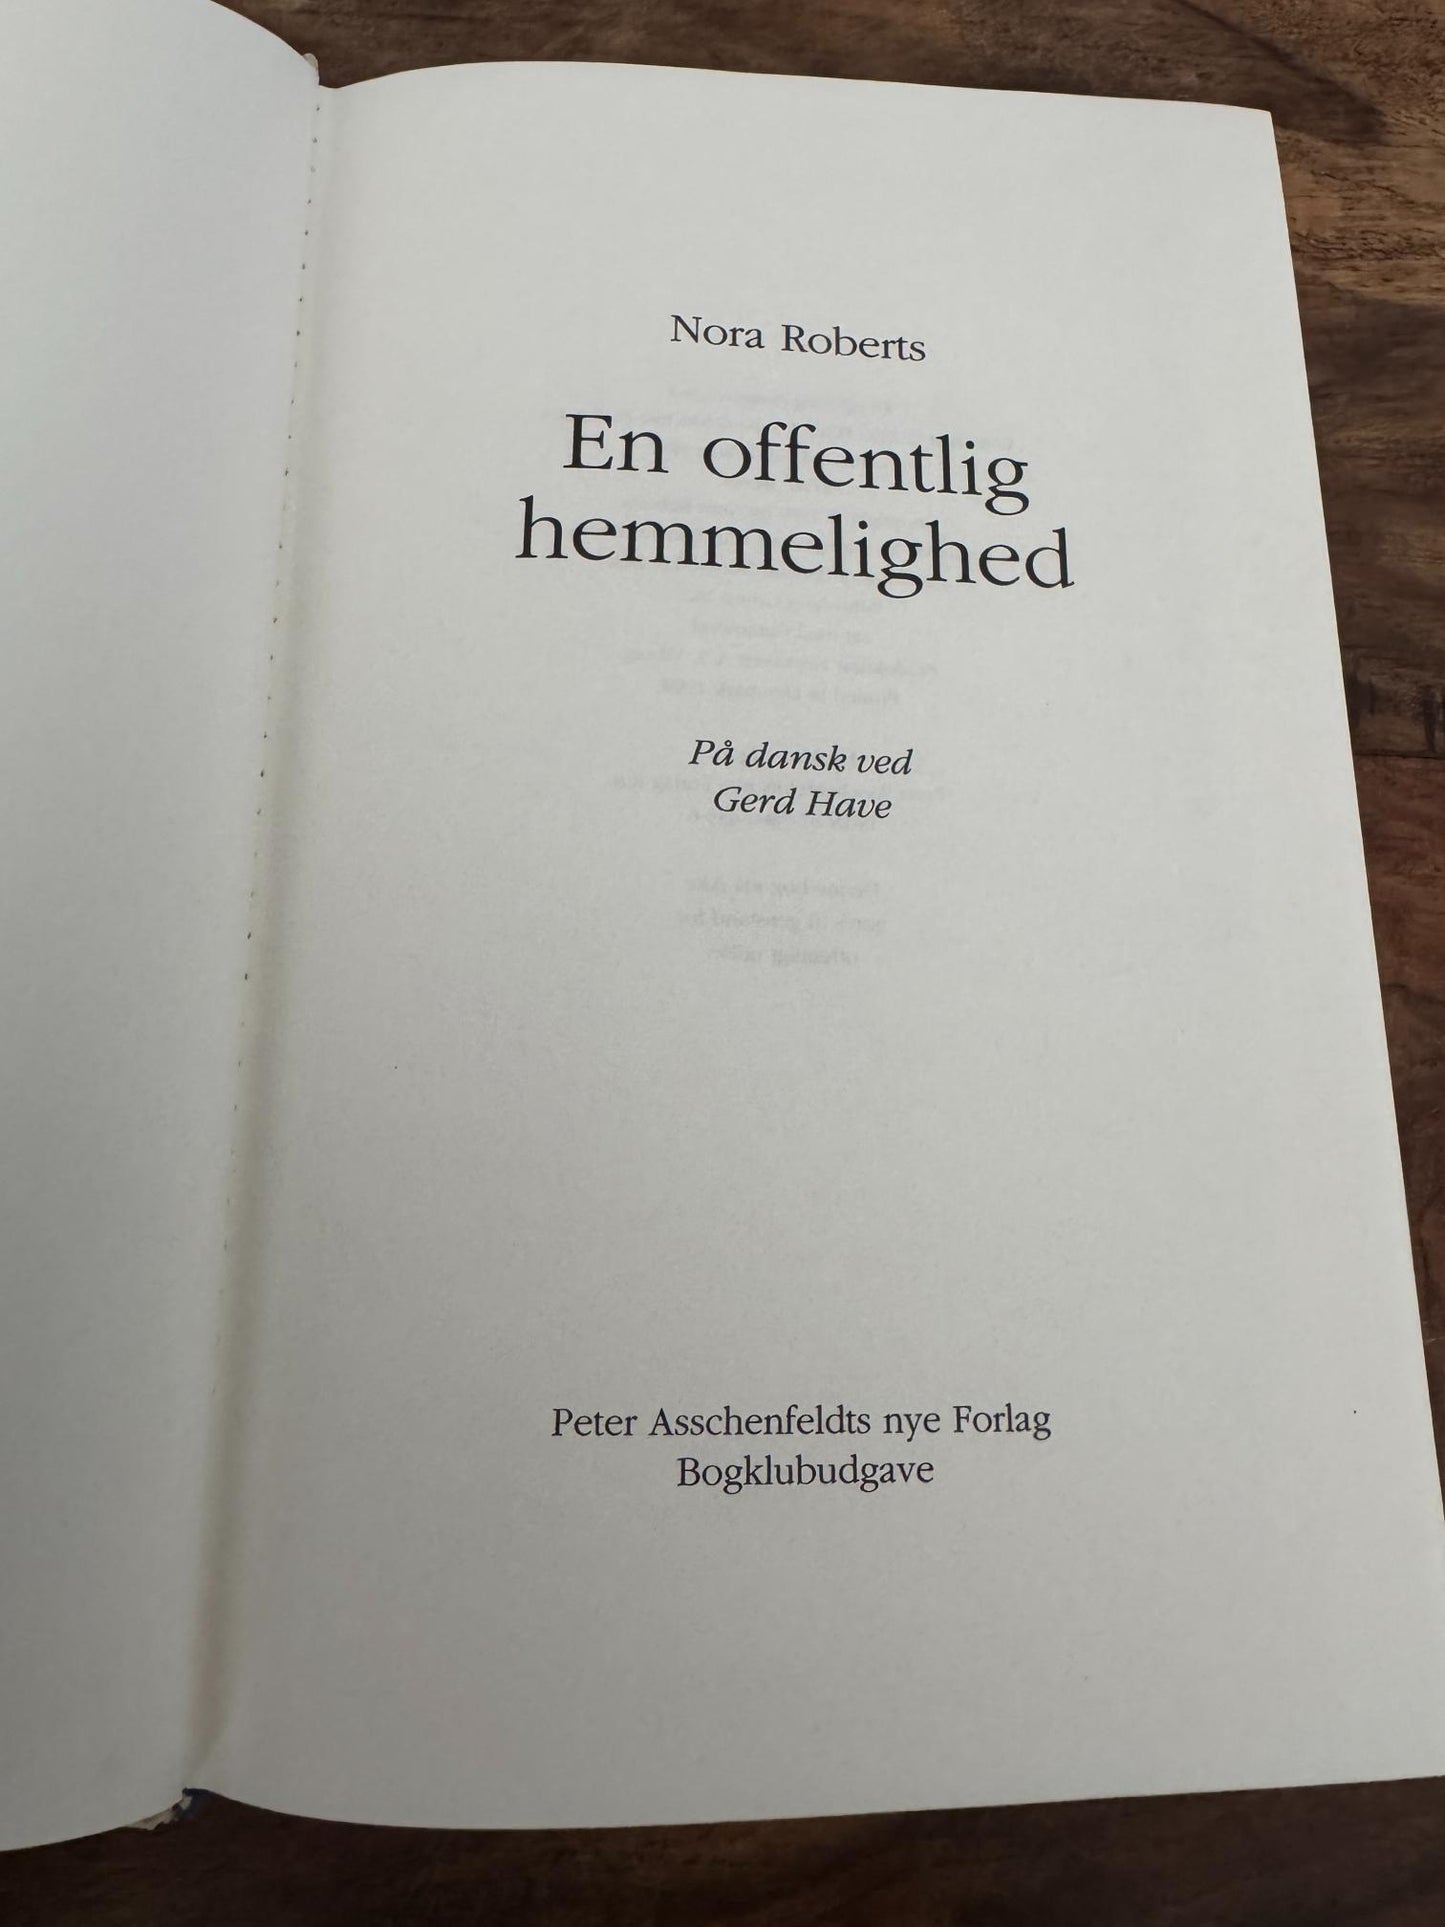 Nora Roberts
En offentlig
hemmelighed
På dansk ved
Gerd Have
Peter Asschenfeldts nye Forlag
Bogklubudgave